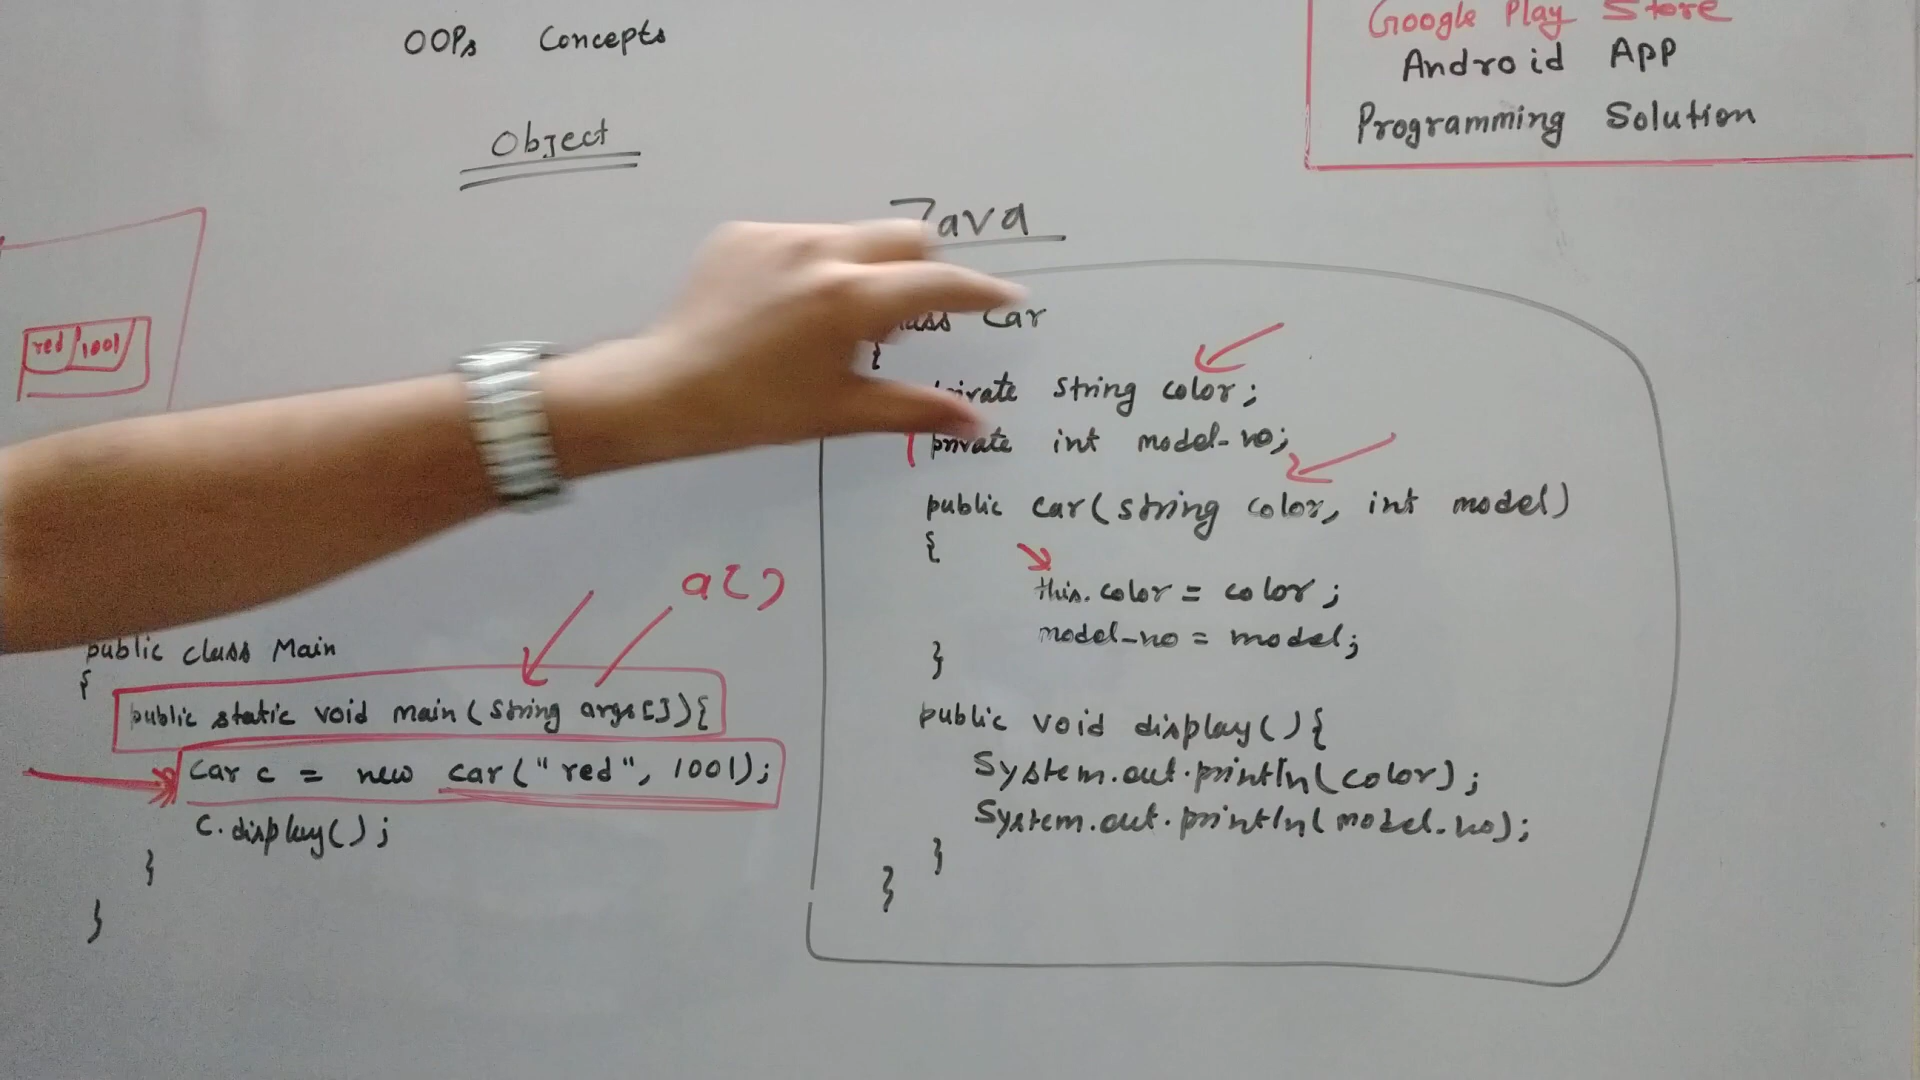 OOPs Concepts
Object
Google Play Store
Android App
Programming Solution
Java
red 1001
Car
{
String color;
private int model-no;
public car(string color, int model)
{
this.color = color;
model-no = model;
}
public void display(){
System.out.println(color);
System.out.println(model-no);
}
}
a()
public class Main
{
public static void main(String args[]){
Car c = new car("red", 1001);
c.display();
}
}